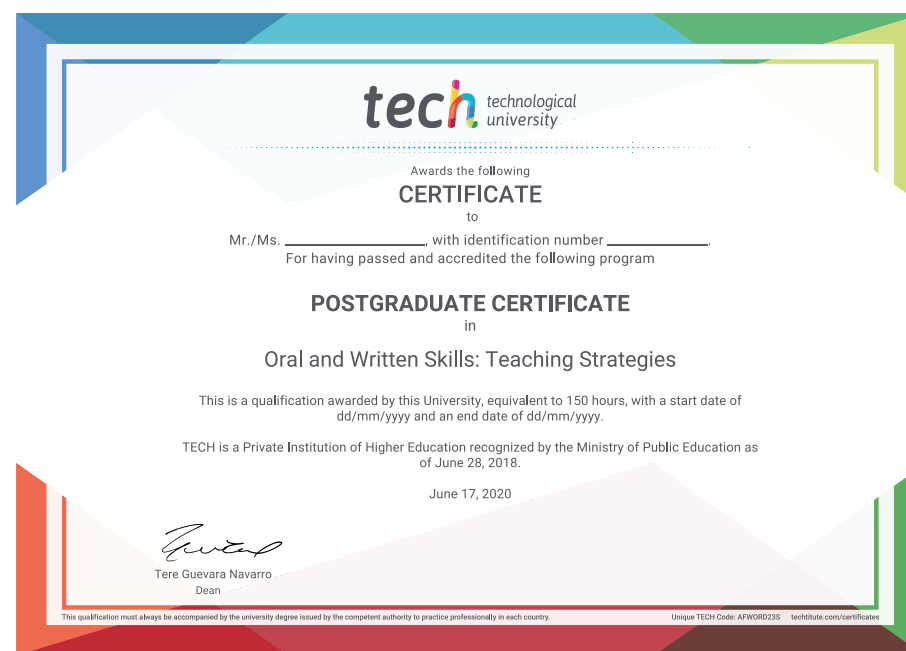 tech technological
university
Awards the following
CERTIFICATE
to
Mr./Ms. ____________, with identification number ____________.
For having passed and accredited the following program
POSTGRADUATE CERTIFICATE
in
Oral and Written Skills: Teaching Strategies
This is a qualification awarded by this University, equivalent to 150 hours, with a start date of
dd/mm/yyyy and an end date of dd/mm/yyyy.
TECH is a Private Institution of Higher Education recognized by the Ministry of Public Education as
of June 28, 2018.
June 17, 2020
Tere Guevara Navarro
Dean
This qualification must always be accompanied by the university degree issued by the competent authority to practice professionally in each country.
Unique TECH Code: AFWORD23S techtitute.com/certificates